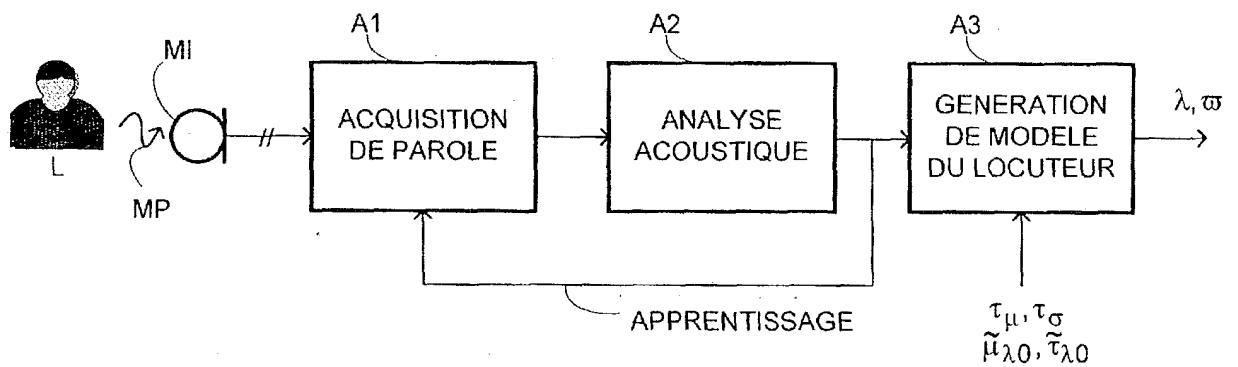 A1
A2
A3
MI
L
MP
ACQUISITION
DE PAROLE
ANALYSE
ACOUSTIQUE
GENERATION
DE MODELE
DU LOCUTEUR
λ, ϖ
APPRENTISSAGE
τμ, τσ
μ̃λ0, τ̃λ0